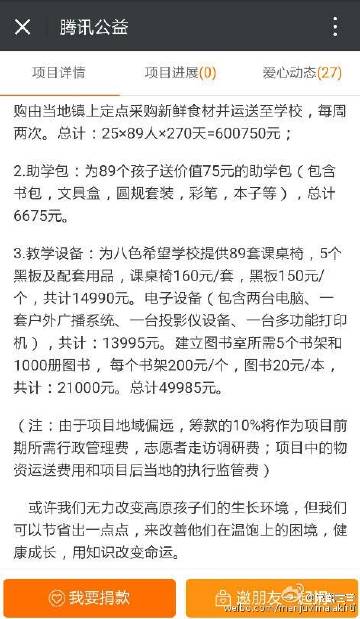 腾讯公益
项目详情 项目进展(0) 爱心动态(27)
购由当地镇上定点采购新鲜食材并运送至学校，每周
两次。总计：25×89人×270天=600750元；
2.助学包：为89个孩子送价值75元的助学包（包含
书包，文具盒，圆规套装，彩笔，本子等），总计
6675元。
3.教学设备：为八色希望学校提供89套课桌椅，5个
黑板及配套用品，课桌椅160元/套，黑板150元/
个，共计14990元。电子设备（包含两台电脑、一
套户外广播系统、一台投影仪设备、一台多功能打印
机），共计：13995元。建立图书室所需5个书架和
1000册图书， 每个书架200元/个，图书20元/本，
共计：21000元。总计49985元。
（注：由于项目地域偏远，筹款的10%将作为项目前
期所需行政管理费，志愿者走访调研费；项目中的物
资运送费用和项目后当地的执行监管费）
或许我们无力改变高原孩子们的生长环境，但我们
可以节省出一点点，来改善他们在温饱上的困境，健
康成长，用知识改变命运。
我要捐款 邀朋友一起捐